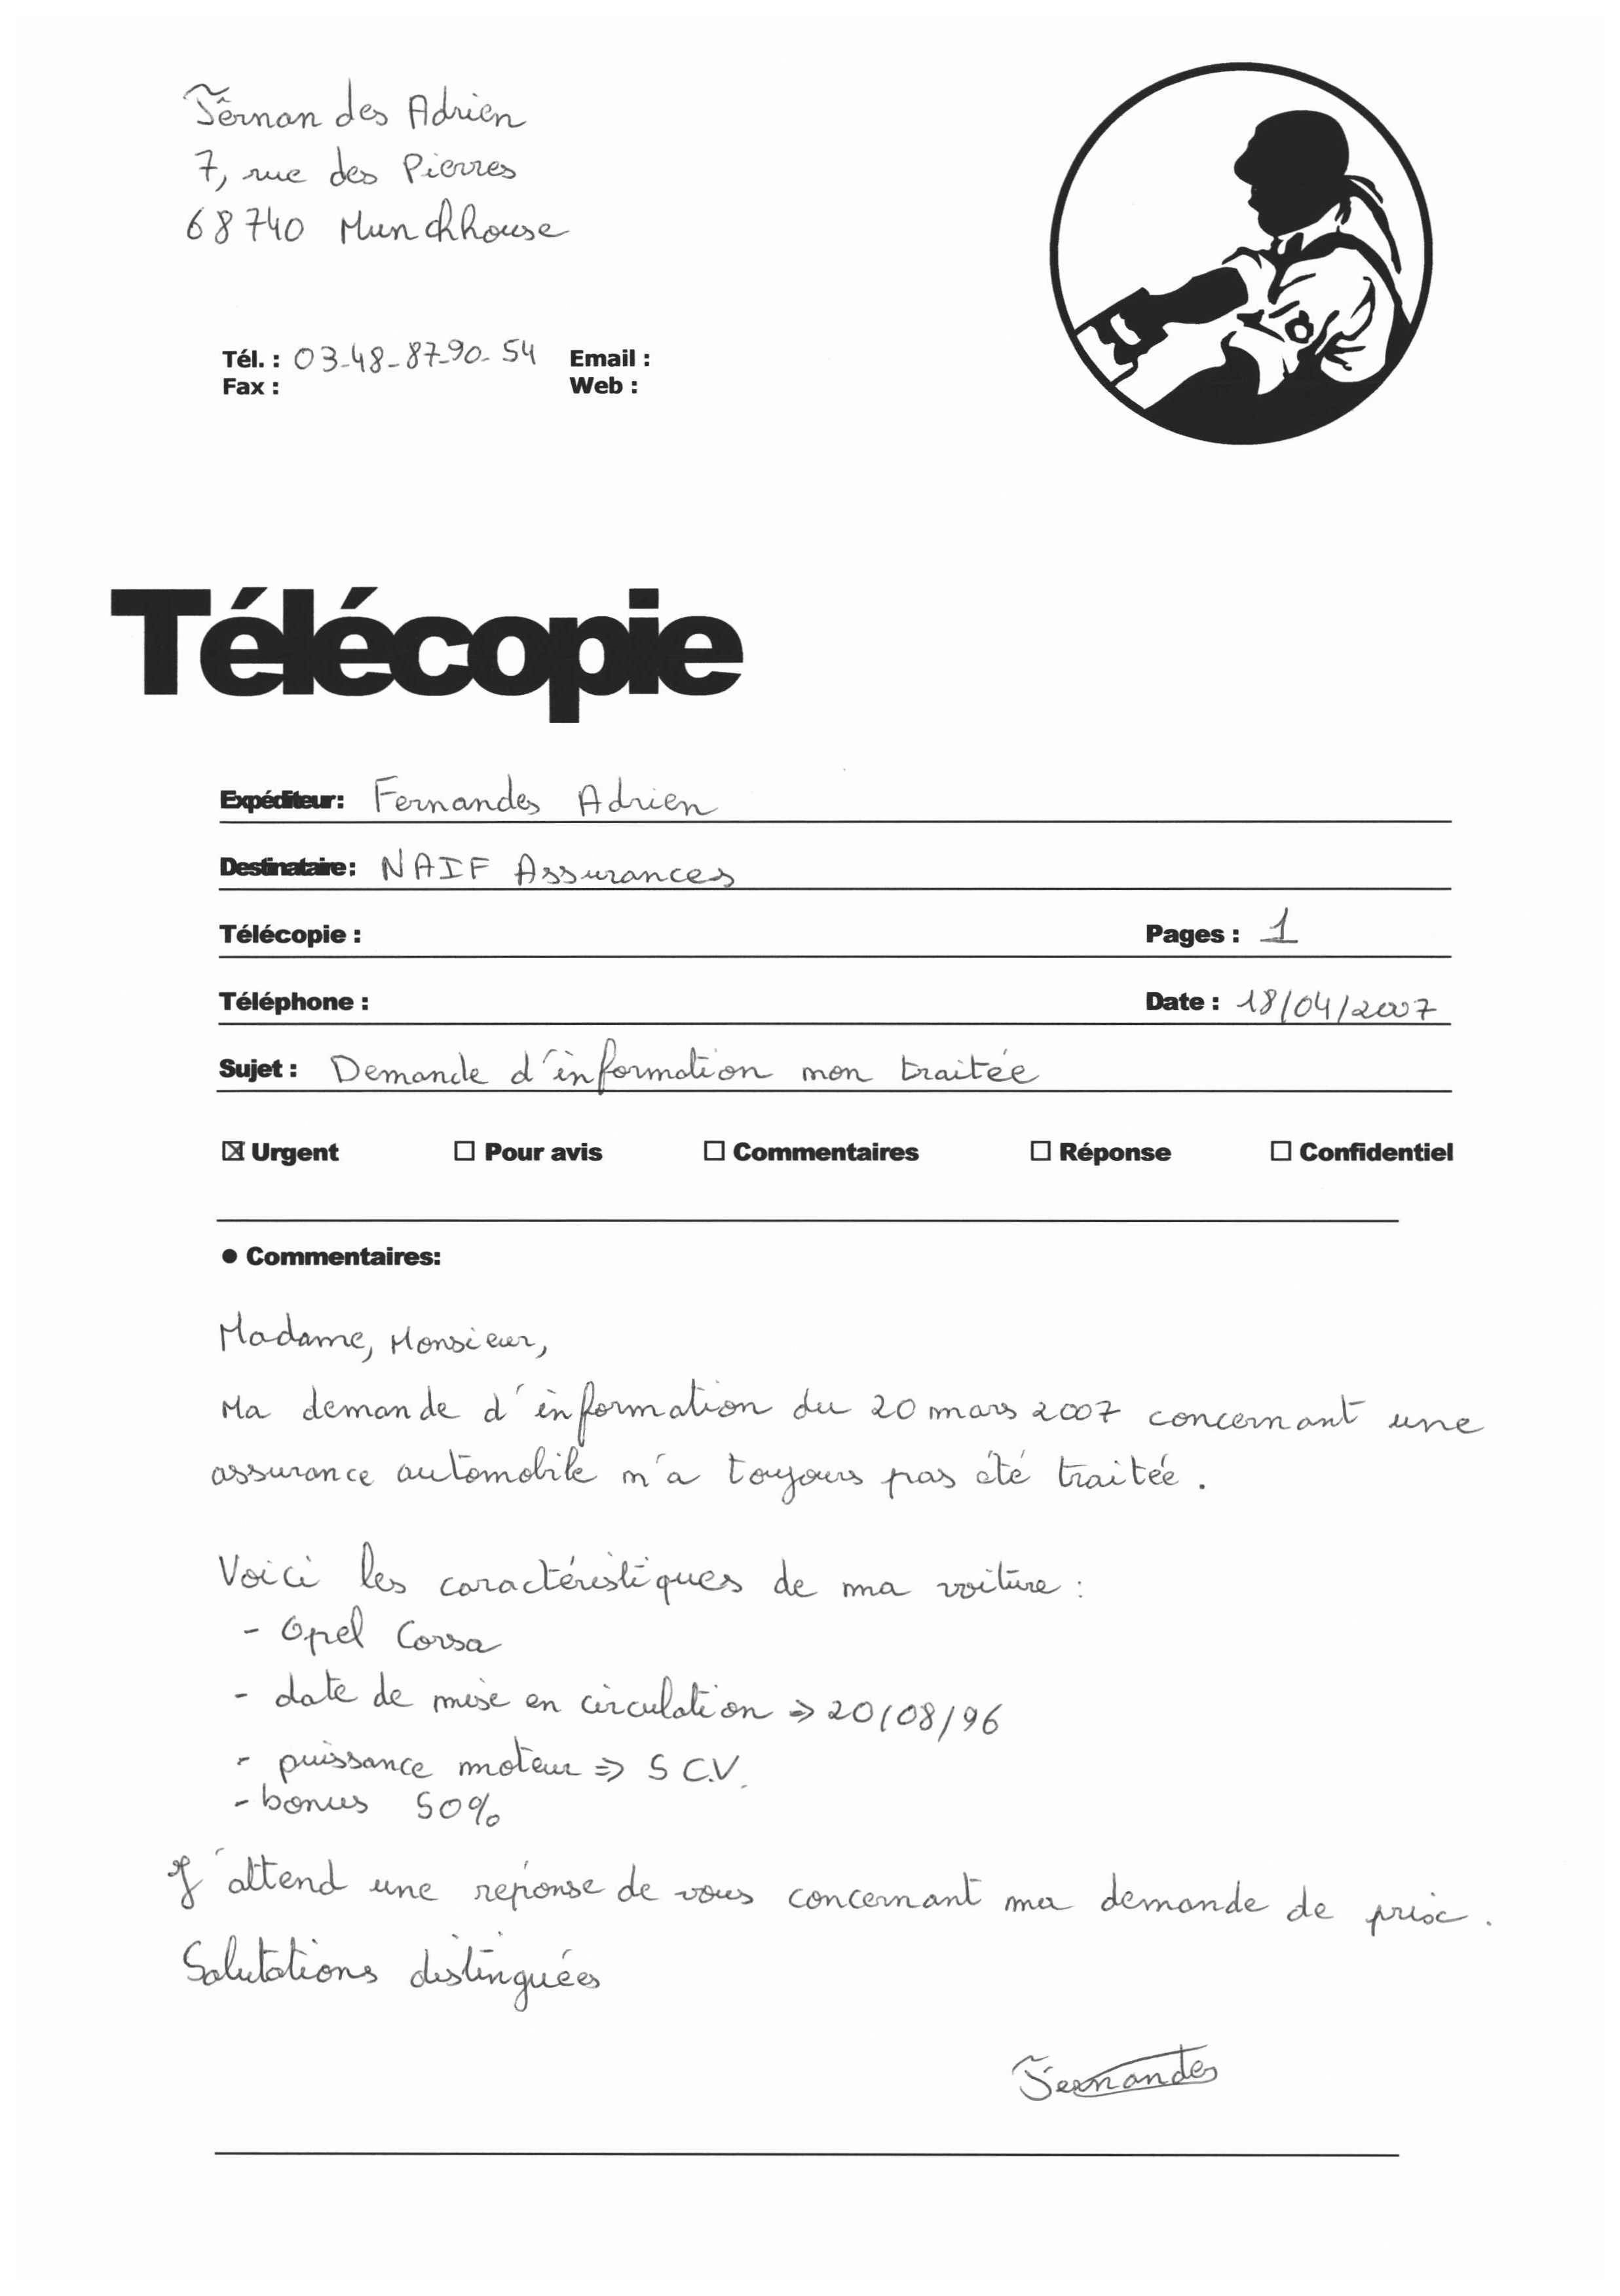 Fernandes Adrien
7, rue des Pierres
68740 Munchhouse
Tél. : 03-48-87-90-54 Email :
Fax : Web :
Télécopie
Expéditeur: Fernandes Adrien
Destinataire: NAIF Assurances
Télécopie : Pages : 1
Téléphone : Date : 18/04/2007
Sujet : Demande d'information non traitée
☒ Urgent ☐ Pour avis ☐ Commentaires ☐ Réponse ☐ Confidentiel
● Commentaires:
Madame, Monsieur,
Ma demande d'information du 20 mars 2007 concernant une
assurance automobile n'a toujours pas été traitée.
Voici les caractéristiques de ma voiture :
- Opel Corsa
- date de mise en circulation => 20/08/96
- puissance moteur => 5 C.V.
- bonus 50%
J'attend une réponse de vous concernant ma demande de prise.
Salutations distinguées
Fernandes